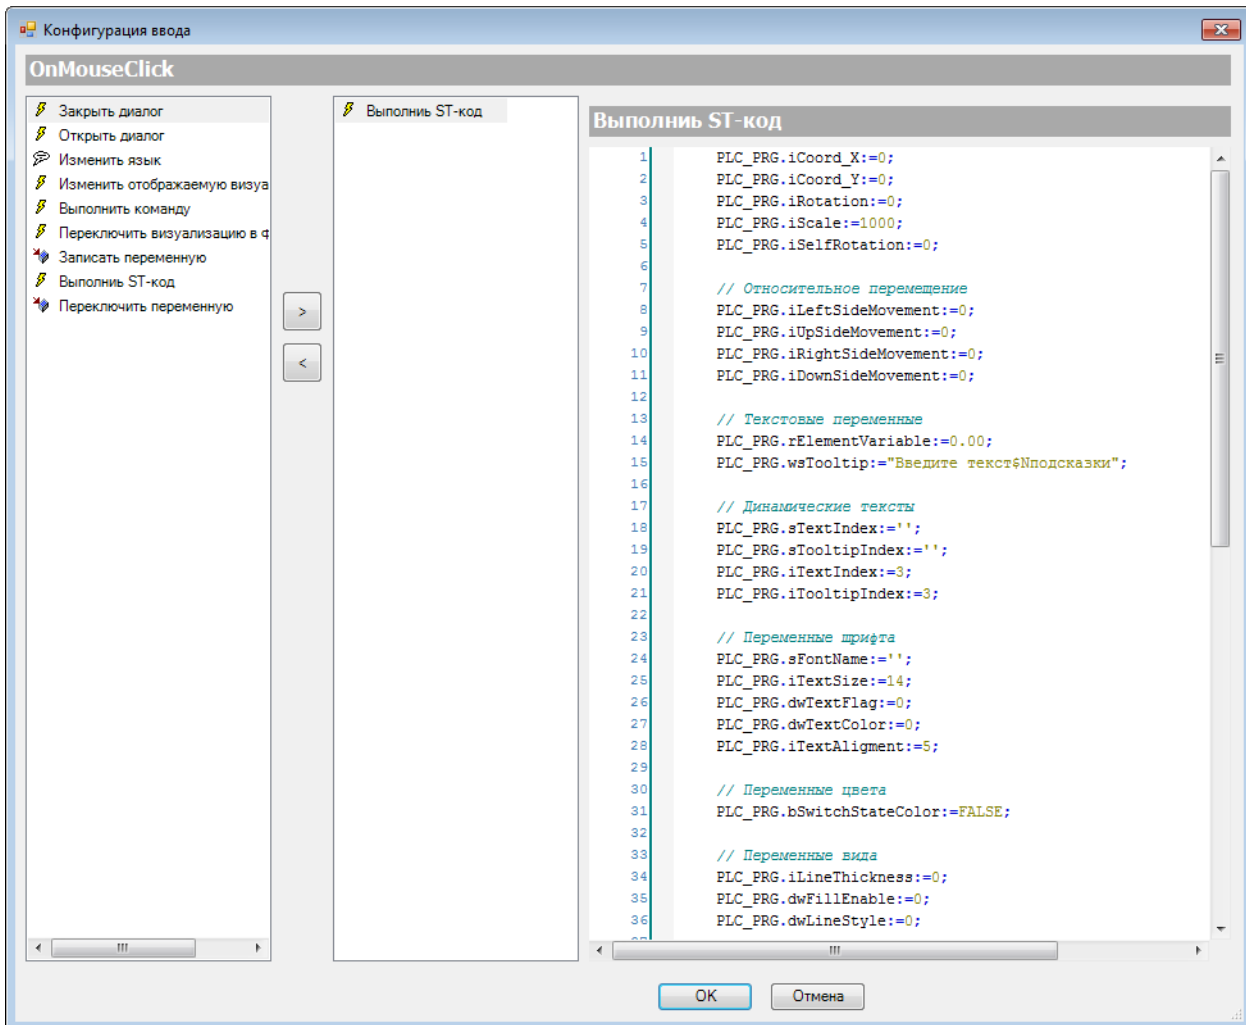 Конфигурация ввода
OnMouseClick
Закрыть диалог
Открыть диалог
Изменить язык
Изменить отображаемую визуа
Выполнить команду
Переключить визуализацию в
Записать переменную
Выполниь ST-код
Переключить переменную
>
<
Выполниь ST-код
Выполниь ST-код
1 PLC_PRG.iCoord_X:=0;
2 PLC_PRG.iCoord_Y:=0;
3 PLC_PRG.iRotation:=0;
4 PLC_PRG.iScale:=1000;
5 PLC_PRG.iSelfRotation:=0;
6
7 // Относительное перемещение
8 PLC_PRG.iLeftSideMovement:=0;
9 PLC_PRG.iUpSideMovement:=0;
10 PLC_PRG.iRightSideMovement:=0;
11 PLC_PRG.iDownSideMovement:=0;
12
13 // Текстовые переменные
14 PLC_PRG.rElementVariable:=0.00;
15 PLC_PRG.wsTooltip:="Введите текст$Nподсказки";
16
17 // Динамические тексты
18 PLC_PRG.sTextIndex:='';
19 PLC_PRG.sTooltipIndex:='';
20 PLC_PRG.iTextIndex:=3;
21 PLC_PRG.iTooltipIndex:=3;
22
23 // Переменные шрифта
24 PLC_PRG.sFontName:='';
25 PLC_PRG.iTextSize:=14;
26 PLC_PRG.dwTextFlag:=0;
27 PLC_PRG.dwTextColor:=0;
28 PLC_PRG.iTextAligment:=5;
29
30 // Переменные цвета
31 PLC_PRG.bSwitchStateColor:=FALSE;
32
33 // Переменные вида
34 PLC_PRG.iLineThickness:=0;
35 PLC_PRG.dwFillEnable:=0;
36 PLC_PRG.dwLineStyle:=0;
OK
Отмена